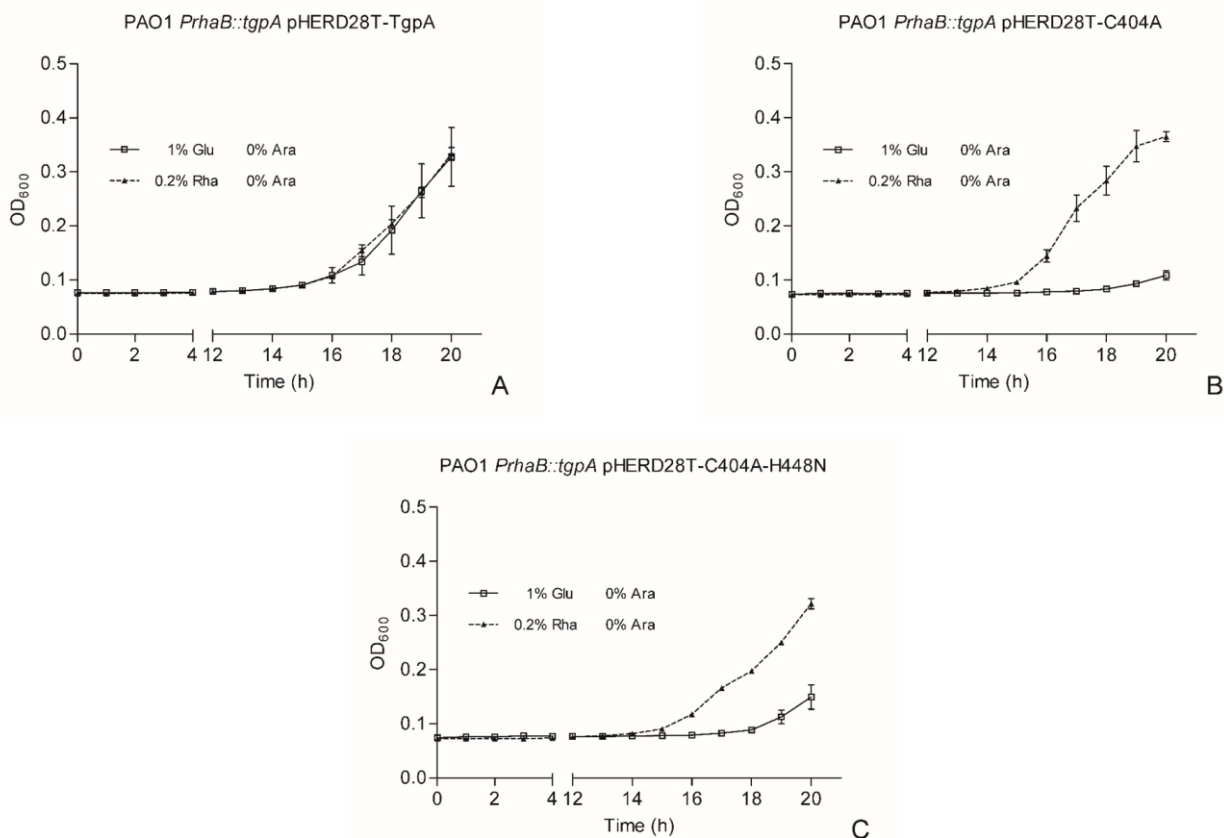 PAO1 PrhaB::tgpA pHERD28T-TgpA
0.5
0.4
0.3
0.2
0.1
0.0
OD600
1% Glu 0% Ara
0.2% Rha 0% Ara
0 2 4 12 14 16 18 20
Time (h)
A
PAO1 PrhaB::tgpA pHERD28T-C404A
0.5
0.4
0.3
0.2
0.1
0.0
OD600
1% Glu 0% Ara
0.2% Rha 0% Ara
0 2 4 12 14 16 18 20
Time (h)
B
PAO1 PrhaB::tgpA pHERD28T-C404A-H448N
0.5
0.4
0.3
0.2
0.1
0.0
OD600
1% Glu 0% Ara
0.2% Rha 0% Ara
0 2 4 12 14 16 18 20
Time (h)
C